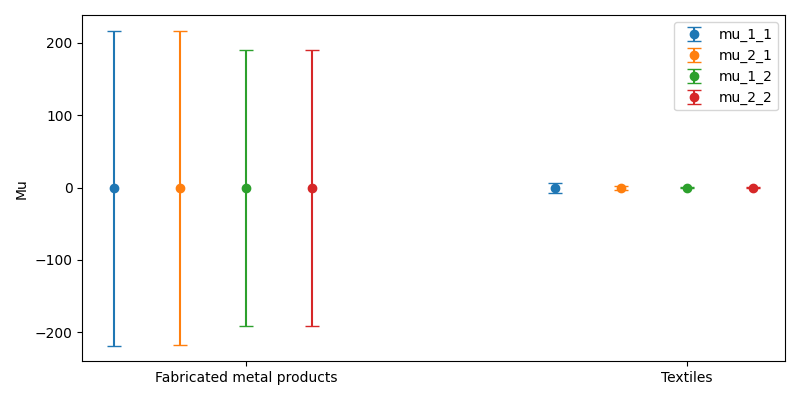 200
100
0
−100
−200
Mu
Fabricated metal products
Textiles
mu_1_1
mu_2_1
mu_1_2
mu_2_2